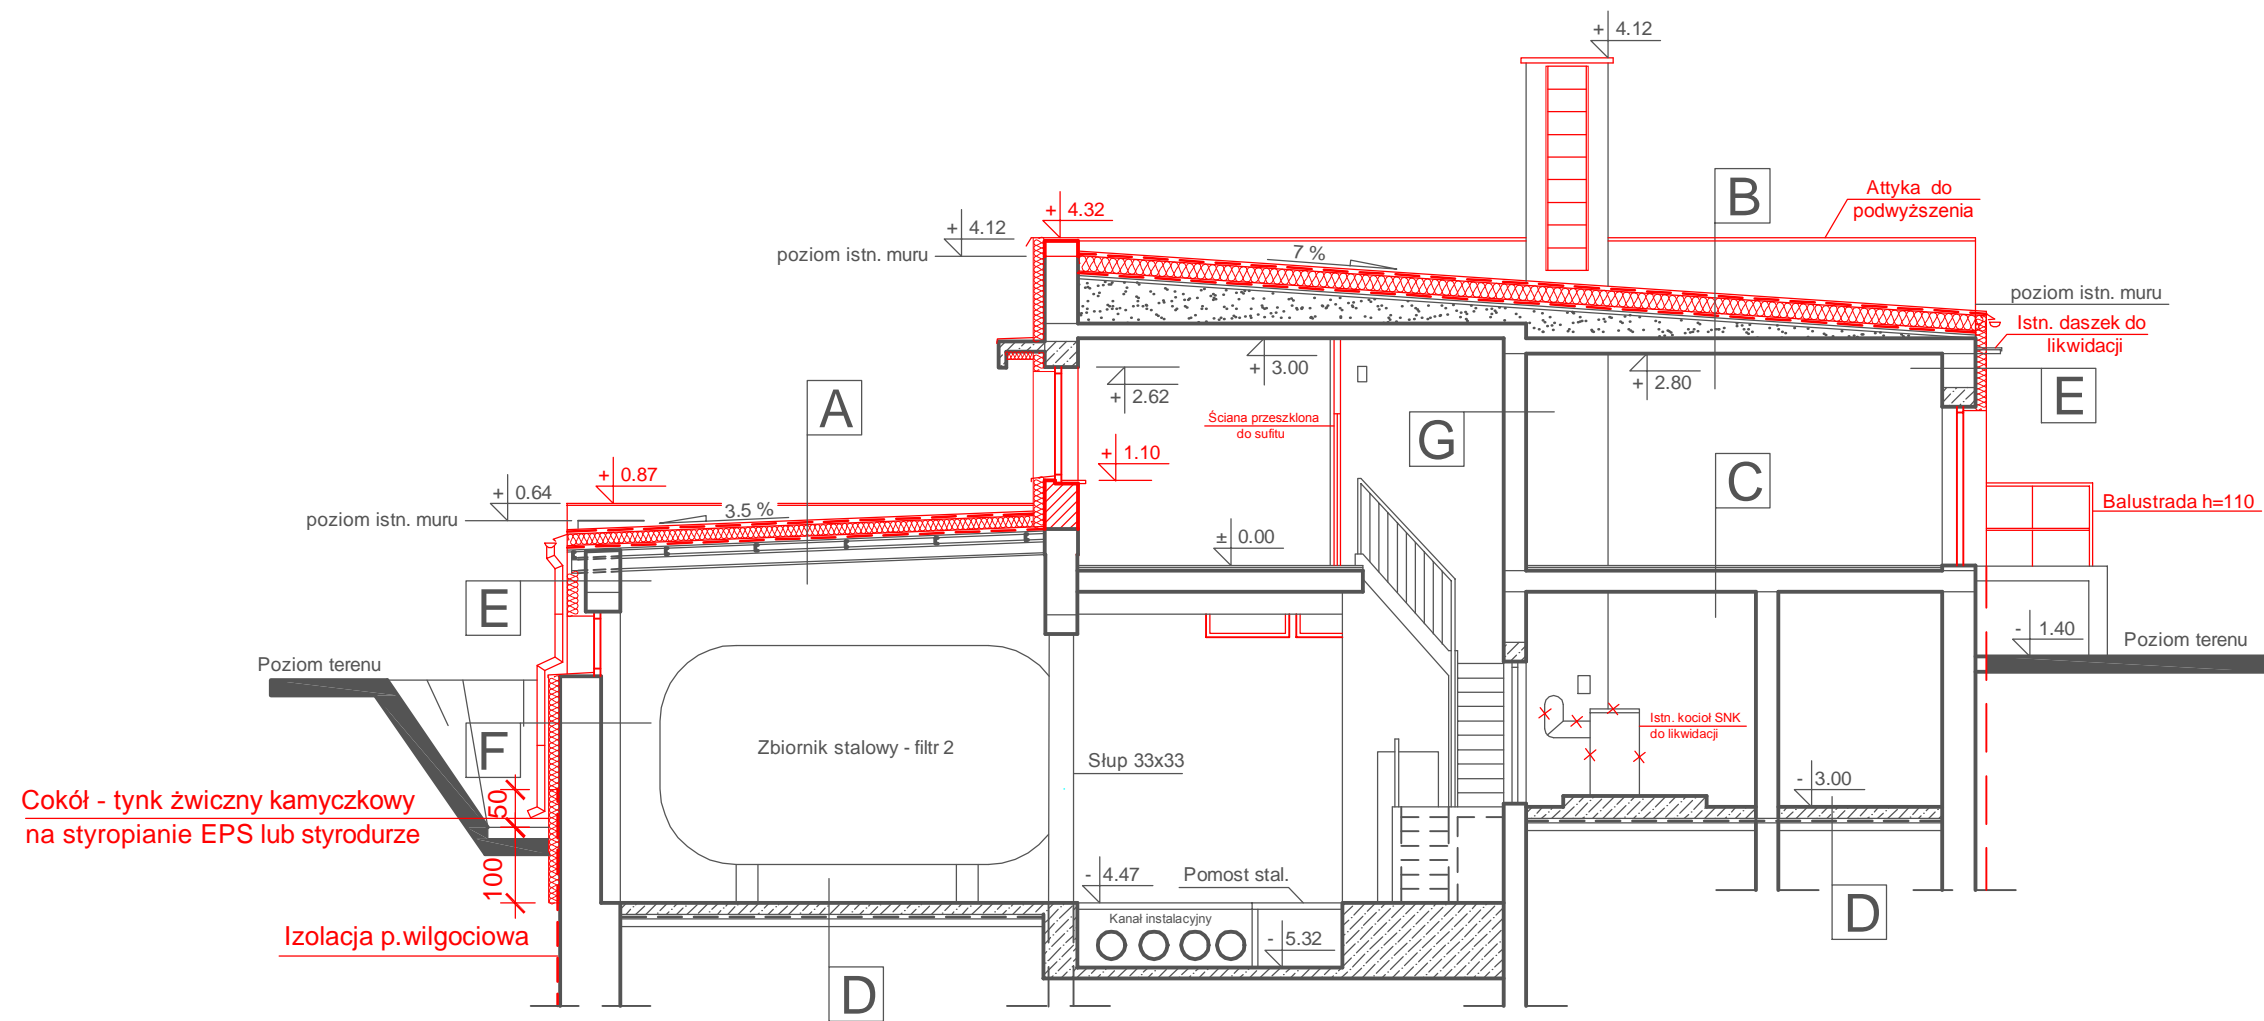 + 4.12
B
Attyka do
podwyższenia
+ 4.32
+ 4.12
poziom istn. muru
7 %
poziom istn. muru
Istn. daszek do
likwidacji
+ 3.00
+ 2.80
+ 2.62
E
A
Ściana przeszklona
do sufitu
G
+ 1.10
C
+ 0.87
+ 0.64
3.5 %
poziom istn. muru
Balustrada h=110
± 0.00
E
- 1.40
Poziom terenu
Poziom terenu
F
Zbiornik stalowy - filtr 2
Słup 33x33
Istn. kocioł SNK
do likwidacji
- 3.00
Cokół - tynk żwiczny kamyczkowy
na styropianie EPS lub styrodurze
50
100
- 4.47
Pomost stal.
Kanał instalacyjny
- 5.32
D
Izolacja p.wilgociowa
D